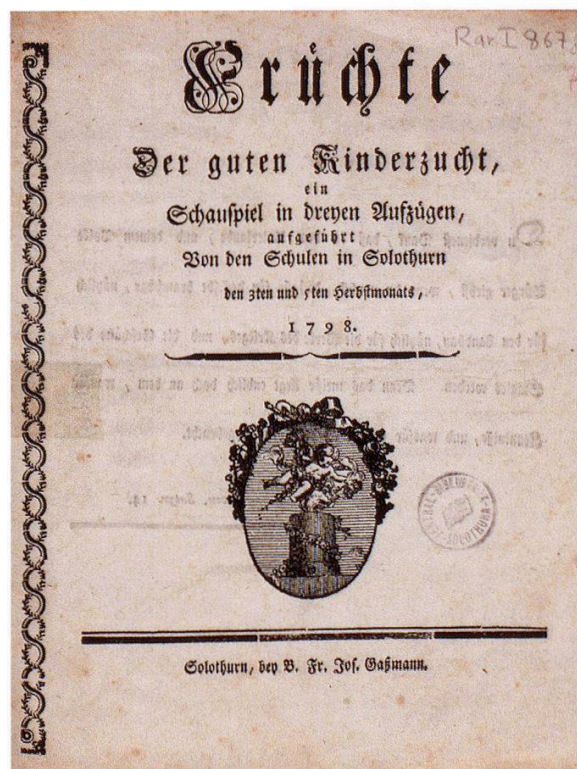 Rar I 867
Früchte
Der guten Kinderzucht,
ein
Schauspiel in dreyen Aufzügen,
aufgeführt
Von den Schulen in Solothurn
den 3ten und 5ten Herbstmonats,
1798.
Solothurn, bey B. Fr. Jos. Gaßmann.